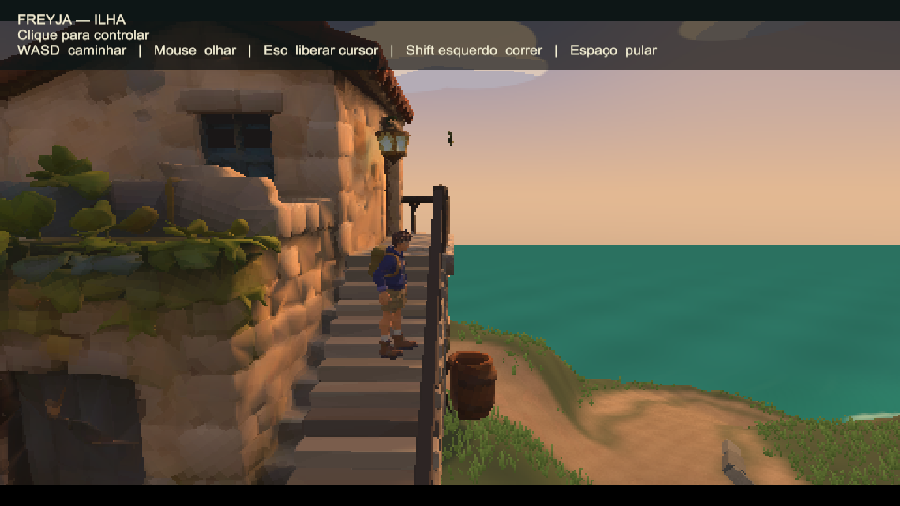 FREYJA — ILHA
Clique para controlar
WASD caminhar | Mouse olhar | Esc liberar cursor | Shift esquerdo correr | Espaço pular